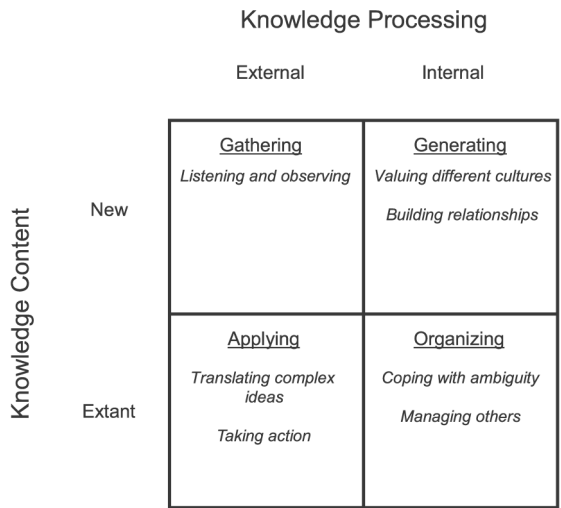 Knowledge Processing
External
Internal
Knowledge Content
New
Gathering
Listening and observing
Generating
Valuing different cultures
Building relationships
Extant
Applying
Translating complex
ideas
Taking action
Organizing
Coping with ambiguity
Managing others